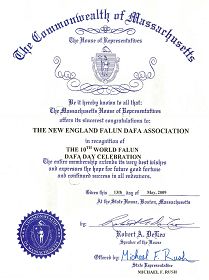 The Commonwealth of Massachusetts
The House of Representatives
Be it hereby known to all that:
The Massachusetts House of Representatives
offers its sincerest congratulations to:
THE NEW ENGLAND FALUN DAFA ASSOCIATION
in recognition of
THE 10TH WORLD FALUN
DAFA DAY CELEBRATION
The entire membership extends its very best wishes
and expresses the hope for future good fortune
and continued success in all endeavors.
Given this 13th day of May, 2009
At the State House, Boston, Massachusetts
by
Robert A. DeLeo
Speaker of the House
Offered by: Michael F. Rush
State Representative
MICHAEL F. RUSH